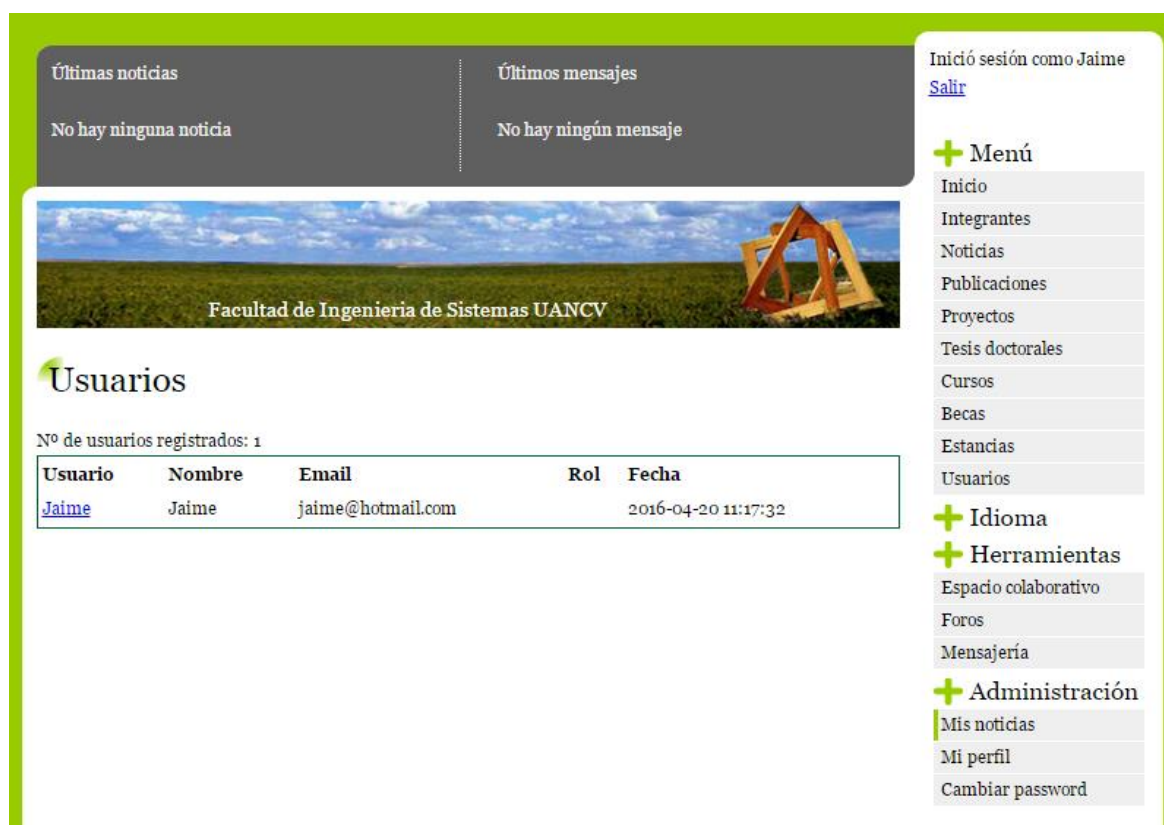 Últimas noticias
No hay ninguna noticia
Últimos mensajes
No hay ningún mensaje
Inició sesión como Jaime
Salir
Facultad de Ingenieria de Sistemas UANCV
Usuarios
Nº de usuarios registrados: 1
Usuario Nombre Email Rol Fecha
Jaime Jaime jaime@hotmail.com 2016-04-20 11:17:32
Menú
Inicio
Integrantes
Noticias
Publicaciones
Proyectos
Tesis doctorales
Cursos
Becas
Estancias
Usuarios
Idioma
Herramientas
Espacio colaborativo
Foros
Mensajería
Administración
Mis noticias
Mi perfil
Cambiar password